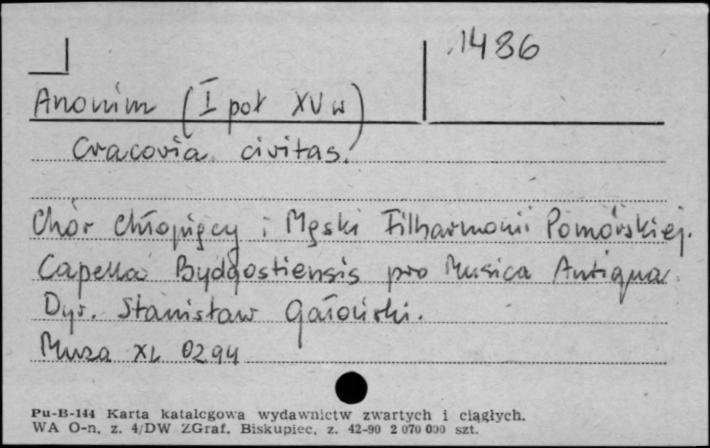 1486
Anonim (I poł XV w)
Cracovia civitas.
Chór Chłopięcy i Męski Filharmonii Pomorskiej.
Capella Bydgostiensis pro Musica Antiqua
Dyr. Stanisław Gałoński.
Muza XL 0294
Pu-B-144 Karta katalogowa wydawnictw zwartych i ciągłych.
WA O-n, z. 4/DW ZGraf. Biskupiec, z. 42-90 2 070 000 szt.